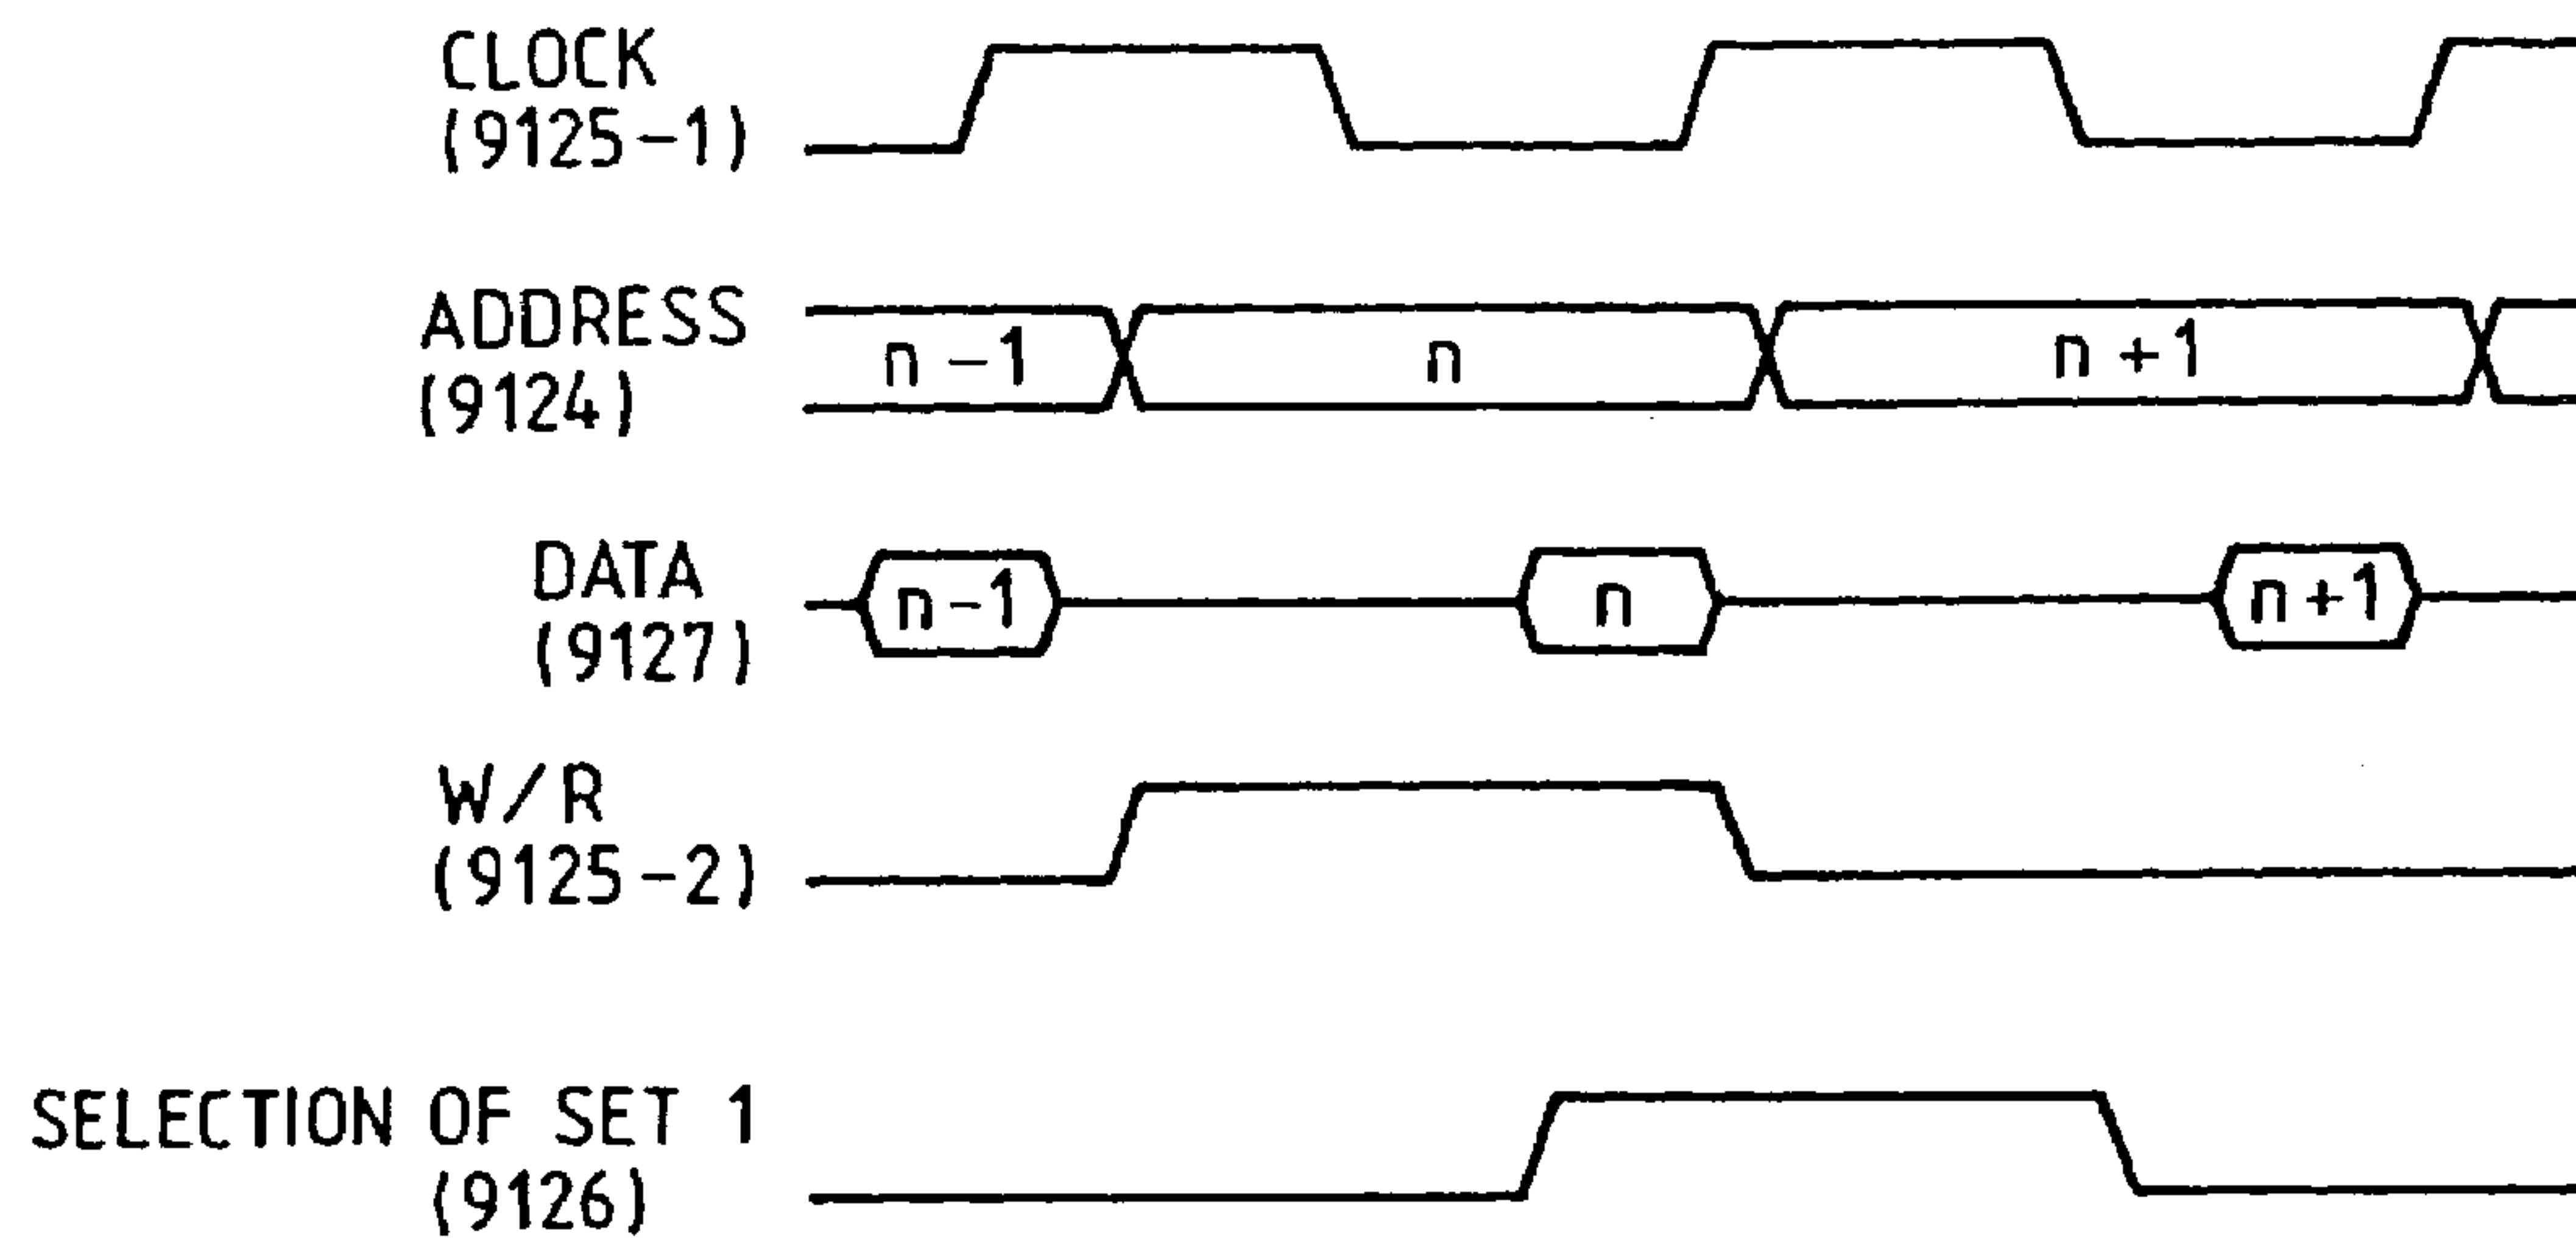 CLOCK
(9125-1)
ADDRESS
(9124)
n-1 n n+1
DATA
(9127)
n-1 n n+1
W/R
(9125-2)
SELECTION OF SET 1
(9126)